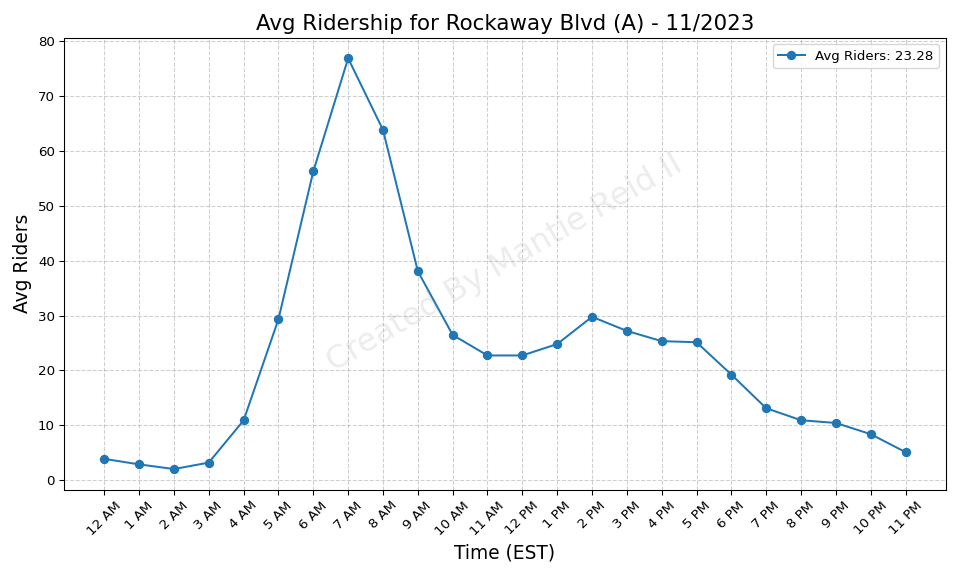 Avg Ridership for Rockaway Blvd (A) - 11/2023
Avg Riders: 23.28
80
70
60
50
40
30
20
10
0
Avg Riders
Created By Mantle Reid II
12 AM
1 AM
2 AM
3 AM
4 AM
5 AM
6 AM
7 AM
8 AM
9 AM
10 AM
11 AM
12 PM
1 PM
2 PM
3 PM
4 PM
5 PM
6 PM
7 PM
8 PM
9 PM
10 PM
11 PM
Time (EST)